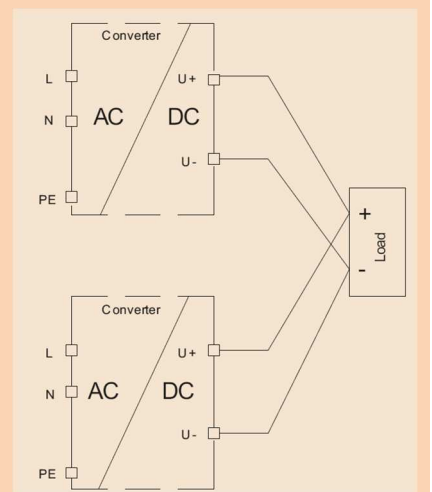 Converter
L
U+
N
AC
DC
U-
PE
+
-
Load
Converter
L
U+
N
AC
DC
U-
PE